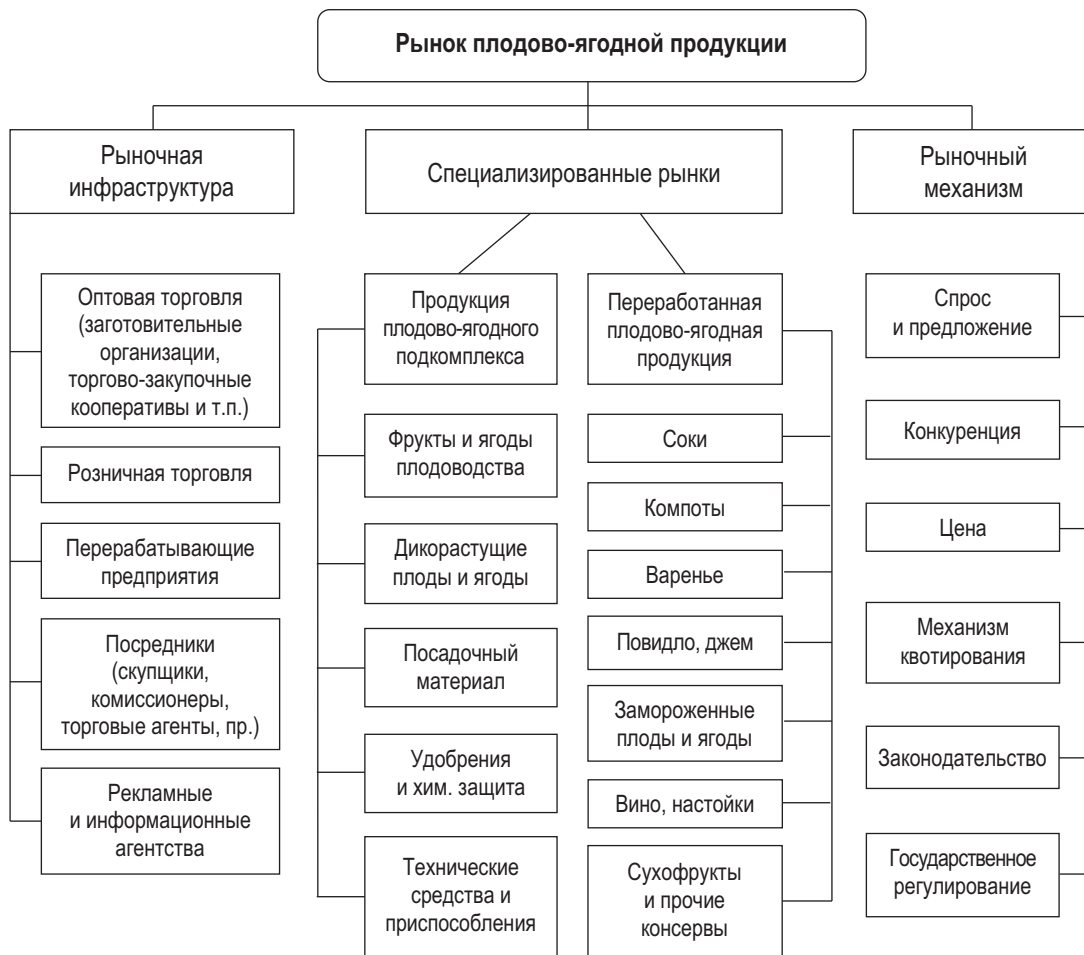 Рынок плодово-ягодной продукции
Рыночная
инфраструктура
Оптовая торговля
(заготовительные
организации,
торгово-закупочные
кооперативы и т.п.)
Розничная торговля
Перерабатывающие
предприятия
Посредники
(скупщики,
комиссионеры,
торговые агенты, пр.)
Рекламные
и информационные
агентства
Специализированные рынки
Продукция
плодово-ягодного
подкомплекса
Фрукты и ягоды
плодоводства
Дикорастущие
плоды и ягоды
Посадочный
материал
Удобрения
и хим. защита
Технические
средства и
приспособления
Переработанная
плодово-ягодная
продукция
Соки
Компоты
Варенье
Повидло, джем
Замороженные
плоды и ягоды
Вино, настойки
Сухофрукты
и прочие
консервы
Рыночный
механизм
Спрос
и предложение
Конкуренция
Цена
Механизм
квотирования
Законодательство
Государственное
регулирование